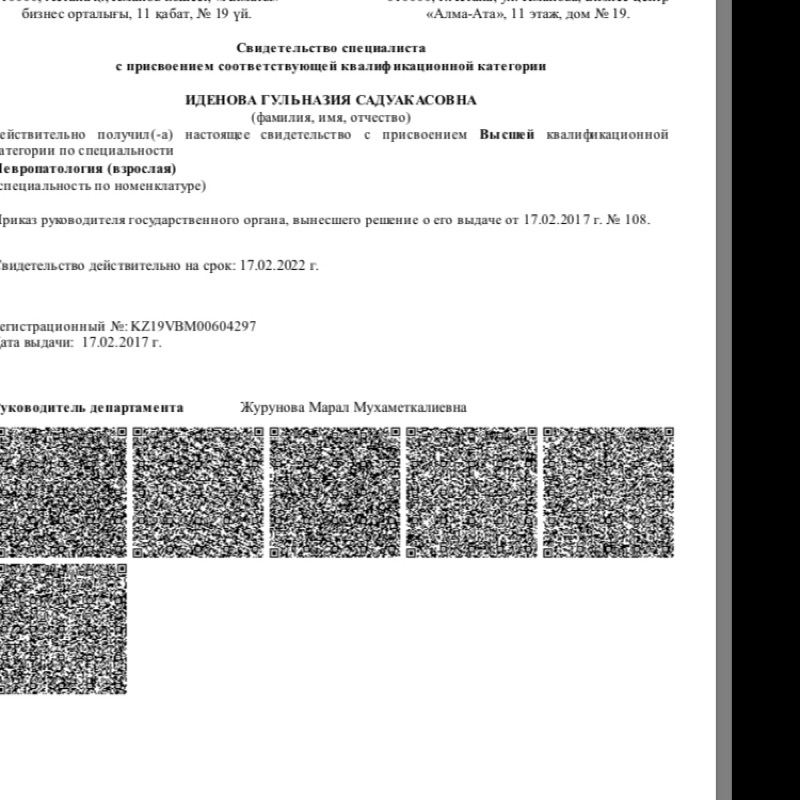 бизнес орталығы, 11 қабат, № 19 үй.
«Алма-Ата», 11 этаж, дом № 19.
Свидетельство специалиста
с присвоением соответствующей квалификационной категории
ИДЕНОВА ГУЛЬНАЗИЯ САДУАКАСОВНА
(фамилия, имя, отчество)
ействительно получил(-а) настоящее свидетельство с присвоением Высшей квалификационной
атегории по специальности
Невропатология (взрослая)
специальность по номенклатуре)
Приказ руководителя государственного органа, вынесшего решение о его выдаче от 17.02.2017 г. № 108.
Свидетельство действительно на срок: 17.02.2022 г.
егистрационный №: KZ19VBM00604297
Дата выдачи: 17.02.2017 г.
уководитель департамента Журунова Марал Мухаметкалиевна